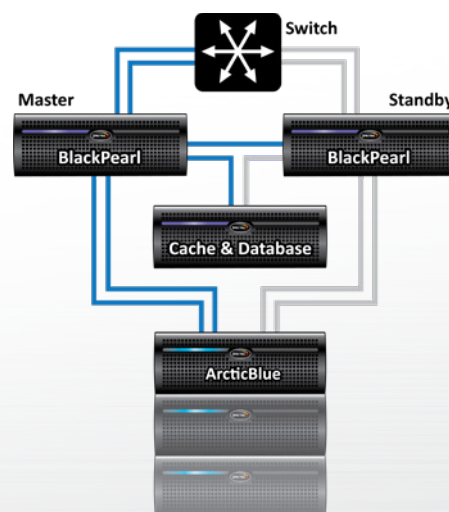 Switch
Master
Standby
BlackPearl
BlackPearl
Cache & Database
ArcticBlue